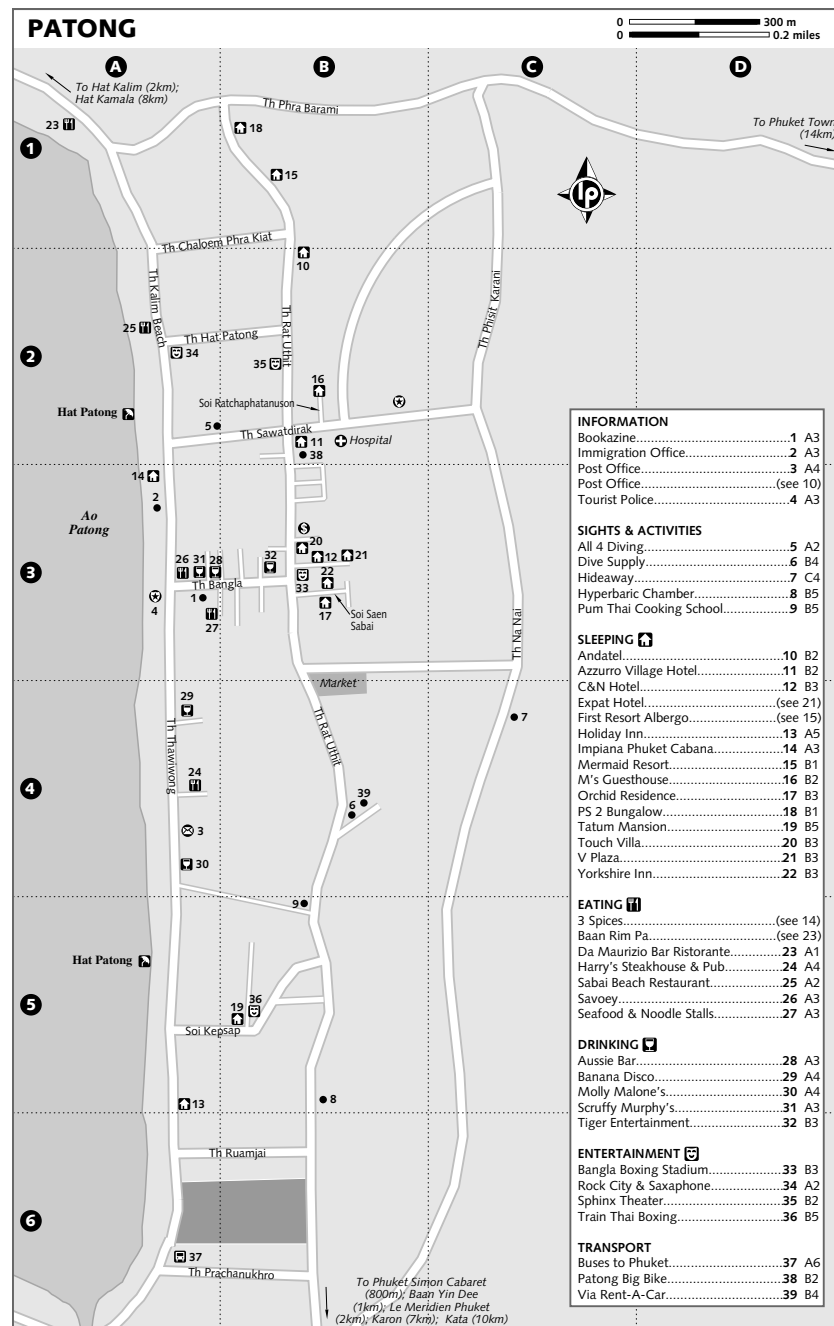 PATONG
0 300 m
0 0.2 miles
A
B
C
D
To Hat Kalim (2km);
Hat Kamala (8km)
Th Phra Barami
To Phuket Town
(14km)
23
18
1
15
lp
Th Chaloem Phra Kiat
10
Th Kalim Beach
Th Rat Uthit
Th Phisit Karani
25
Th Hat Patong
34
2
35
16
Soi Ratchaphatanuson
Hat Patong
5
Th Sawatdirak
11
Hospital
38
14
2
Ao
Patong
S
20
26 31 28
32
12
21
3
Th Bangla
22
33
4
1
27
17
Soi Saen
Sabai
Th Na Nai
Market
29
Th Thawiwong
Th Rat Uthit
7
24
4
39
6
3
30
9
Hat Patong
5
19
36
Soi Kepsap
13
8
Th Ruamjai
6
37
Th Prachanukhro
To Phuket Simon Cabaret
(800m); Baan Yin Dee
(1km); Le Meridien Phuket
(2km); Karon (7km); Kata (10km)
INFORMATION
Bookazine...................................1 A3
Immigration Office.....................2 A3
Post Office..................................3 A4
Post Office............................(see 10)
Tourist Police..............................4 A3
SIGHTS & ACTIVITIES
All 4 Diving.................................5 A2
Dive Supply................................6 B4
Hideaway....................................7 C4
Hyperbaric Chamber..................8 B5
Pum Thai Cooking School..........9 B5
SLEEPING
Andatel.....................................10 B2
Azzurro Village Hotel...............11 B2
C&N Hotel................................12 B3
Expat Hotel...........................(see 21)
First Resort Albergo...............(see 15)
Holiday Inn...............................13 A5
Impiana Phuket Cabana...........14 A3
Mermaid Resort........................15 B1
M's Guesthouse........................16 B2
Orchid Residence......................17 B3
PS 2 Bungalow..........................18 B1
Tatum Mansion.........................19 B5
Touch Villa................................20 B3
V Plaza......................................21 B3
Yorkshire Inn.............................22 B3
EATING
3 Spices.................................(see 14)
Baan Rim Pa..........................(see 23)
Da Maurizio Bar Ristorante......23 A1
Harry's Steakhouse & Pub........24 A4
Sabai Beach Restaurant............25 A2
Savoey......................................26 A3
Seafood & Noodle Stalls...........27 A3
DRINKING
Aussie Bar.................................28 A3
Banana Disco............................29 A4
Molly Malone's.........................30 A4
Scruffy Murphy's......................31 A3
Tiger Entertainment..................32 B3
ENTERTAINMENT
Bangla Boxing Stadium.............33 B3
Rock City & Saxaphone............34 A2
Sphinx Theater..........................35 B2
Train Thai Boxing......................36 B5
TRANSPORT
Buses to Phuket........................37 A6
Patong Big Bike.........................38 B2
Via Rent-A-Car.........................39 B4